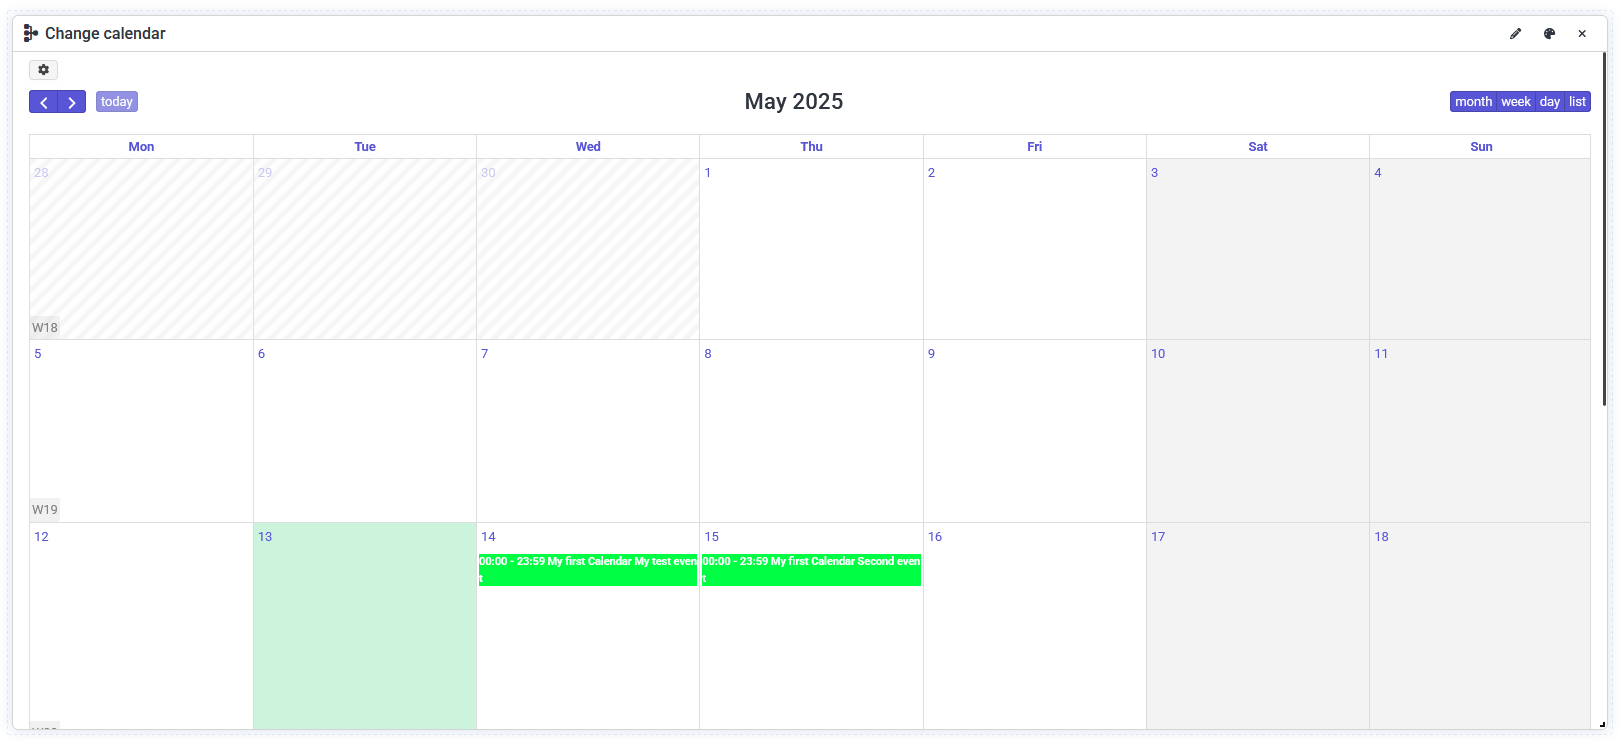 Change calendar
today
May 2025
month week day list
Mon Tue Wed Thu Fri Sat Sun
28 29 30 1 2 3 4
W18
5 6 7 8 9 10 11
W19
12 13 14 15 16 17 18
00:00 - 23:59 My first Calendar My test even
t
00:00 - 23:59 My first Calendar Second even
t